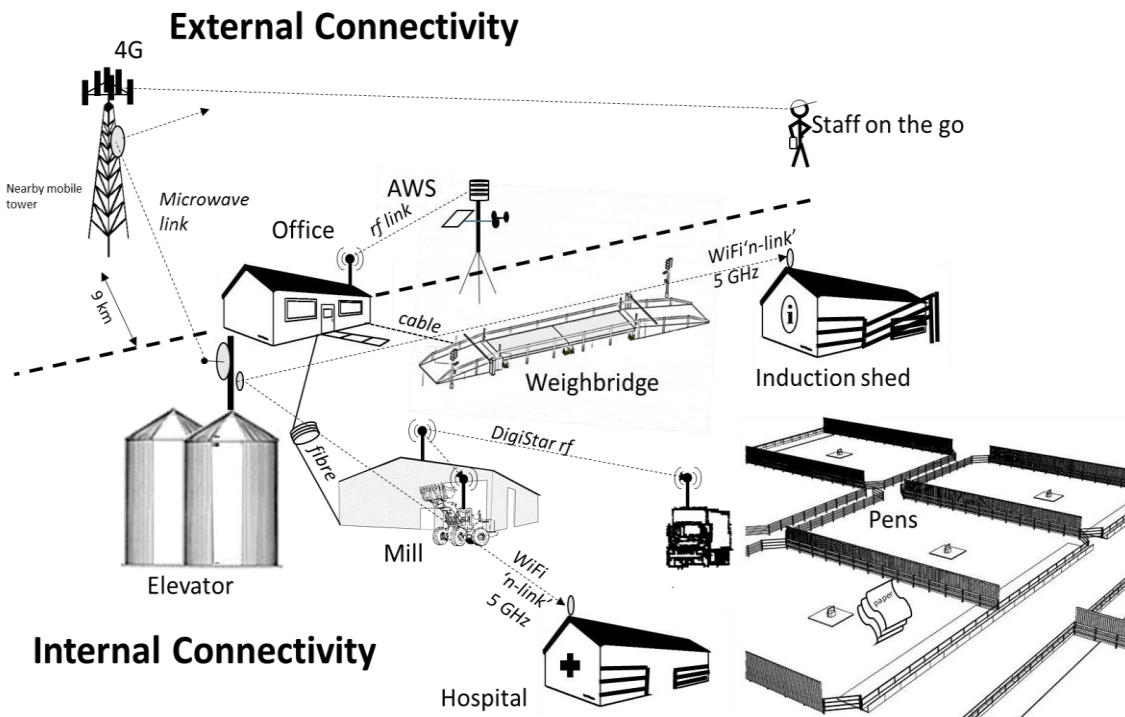 External Connectivity
4G
Staff on the go
Nearby mobile
tower
Microwave
link
AWS
rf link
Office
WiFi ‘n-link’
5 GHz
9 km
cable
Weighbridge
i
Induction shed
DigiStar rf
fibre
Mill
Pens
Elevator
WiFi
‘n-link’
5 GHz
paper
Internal Connectivity
Hospital